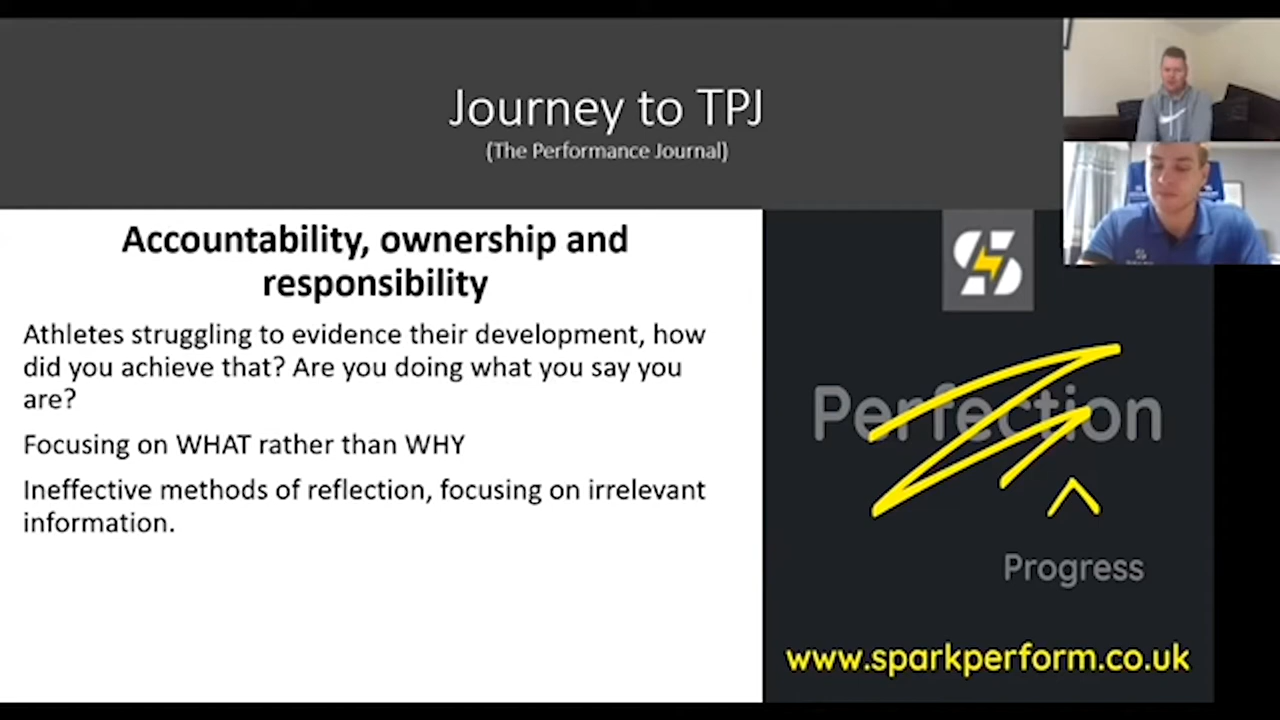 Journey to TPJ
(The Performance Journal)
Accountability, ownership and
responsibility
Athletes struggling to evidence their development, how
did you achieve that? Are you doing what you say you
are?
Focusing on WHAT rather than WHY
Ineffective methods of reflection, focusing on irrelevant
information.
Perfection
Progress
www.sparkperform.co.uk